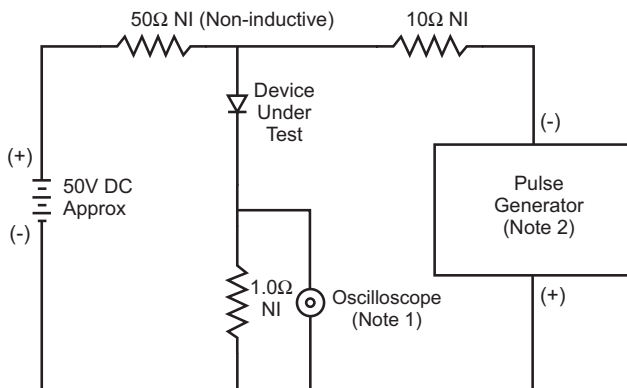 50Ω NI (Non-inductive)
10Ω NI
Device
Under
Test
(+)
50V DC
Approx
(-)
(-)
Pulse
Generator
(Note 2)
(+)
1.0Ω
NI
Oscilloscope
(Note 1)